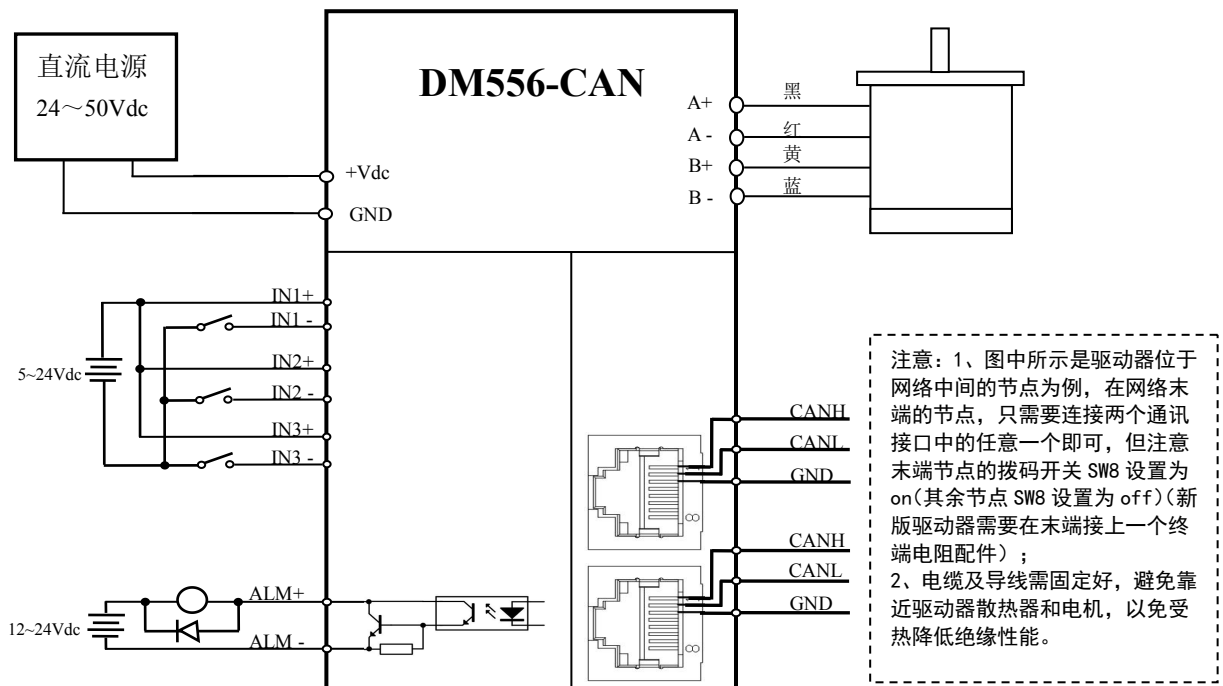 直流电源
24～50Vdc
DM556-CAN
+Vdc
GND
A+
A -
B+
B -
黑
红
黄
蓝
5~24Vdc
IN1+
IN1 -
IN2+
IN2 -
IN3+
IN3 -
12~24Vdc
ALM+
ALM -
CANH
CANL
GND
8
CANH
CANL
GND
8
注意：1、图中所示是驱动器位于
网络中间的节点为例，在网络末
端的节点，只需要连接两个通讯
接口中的任意一个即可，但注意
末端节点的拨码开关 SW8 设置为
on(其余节点 SW8 设置为 off)(新
版驱动器需要在末端接上一个终
端电阻配件）；
2、电缆及导线需固定好，避免靠
近驱动器散热器和电机，以免受
热降低绝缘性能。